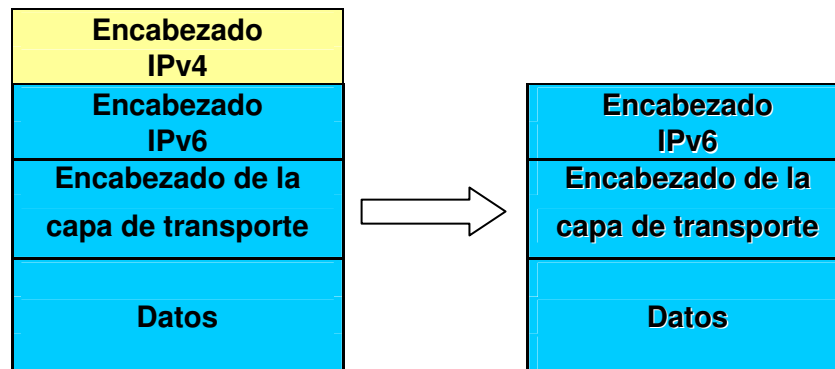 Encabezado
IPv4
Encabezado
IPv6
Encabezado de la
capa de transporte
Datos
Encabezado
IPv6
Encabezado de la
capa de transporte
Datos